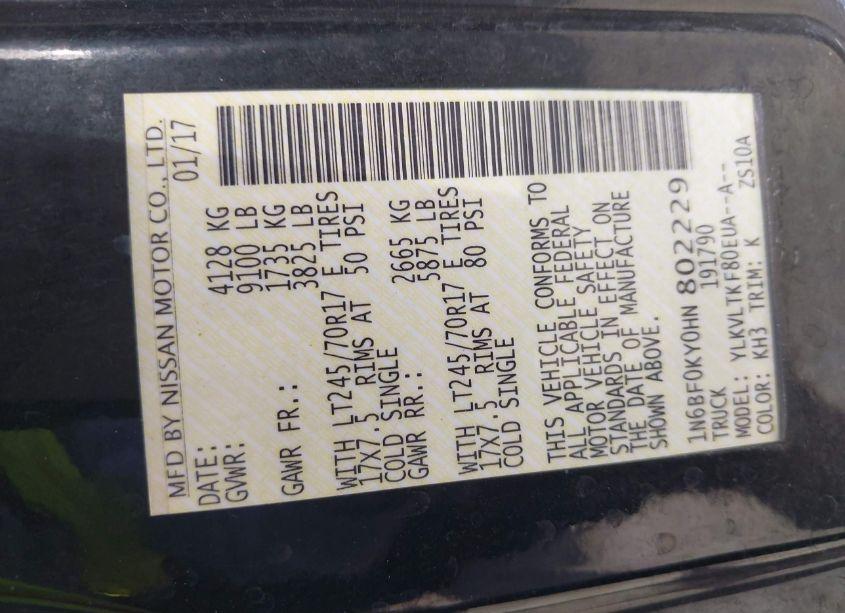 MFD BY NISSAN MOTOR CO., LTD.
DATE: 01/17
GVWR: 4128 KG
9100 LB
GAWR FR.: 1735 KG
3825 LB
WITH LT245/70R17 E TIRES
17X7.5 RIMS AT 50 PSI
COLD SINGLE
GAWR RR.: 2665 KG
5875 LB
WITH LT245/70R17 E TIRES
17X7.5 RIMS AT 80 PSI
COLD SINGLE
THIS VEHICLE CONFORMS TO
ALL APPLICABLE FEDERAL
MOTOR VEHICLE SAFETY
STANDARDS IN EFFECT ON
THE DATE OF MANUFACTURE
SHOWN ABOVE.
1N6BF0KY0HN802229
TRUCK 191790
MODEL: YLKVLTK F80EUA--A--
COLOR: KH3 TRIM: K ZS10A